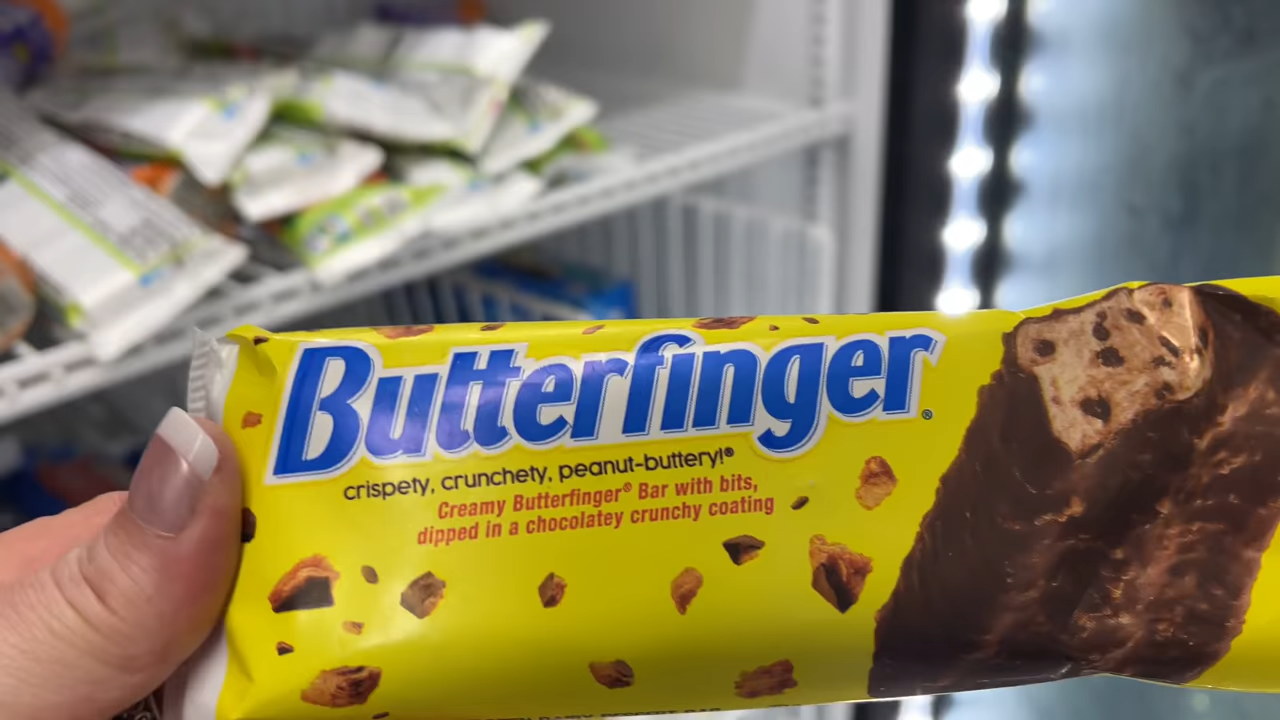 Butterfinger®
crispety, crunchety, peanut-buttery!®
Creamy Butterfinger® Bar with bits,
dipped in a chocolatey crunchy coating